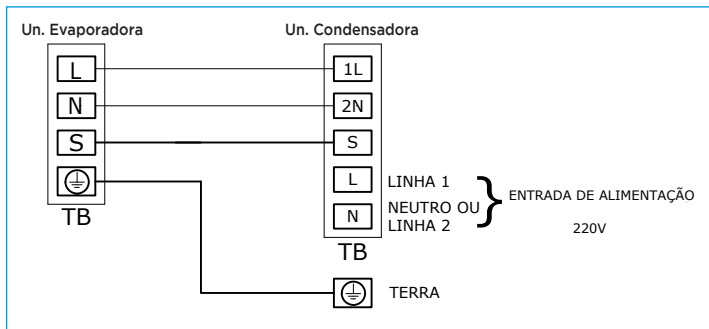 Un. Evaporadora
L
N
S
TB
Un. Condensadora
1L
2N
S
L LINHA 1
N NEUTRO OU
LINHA 2
TB
ENTRADA DE ALIMENTAÇÃO
220V
TERRA